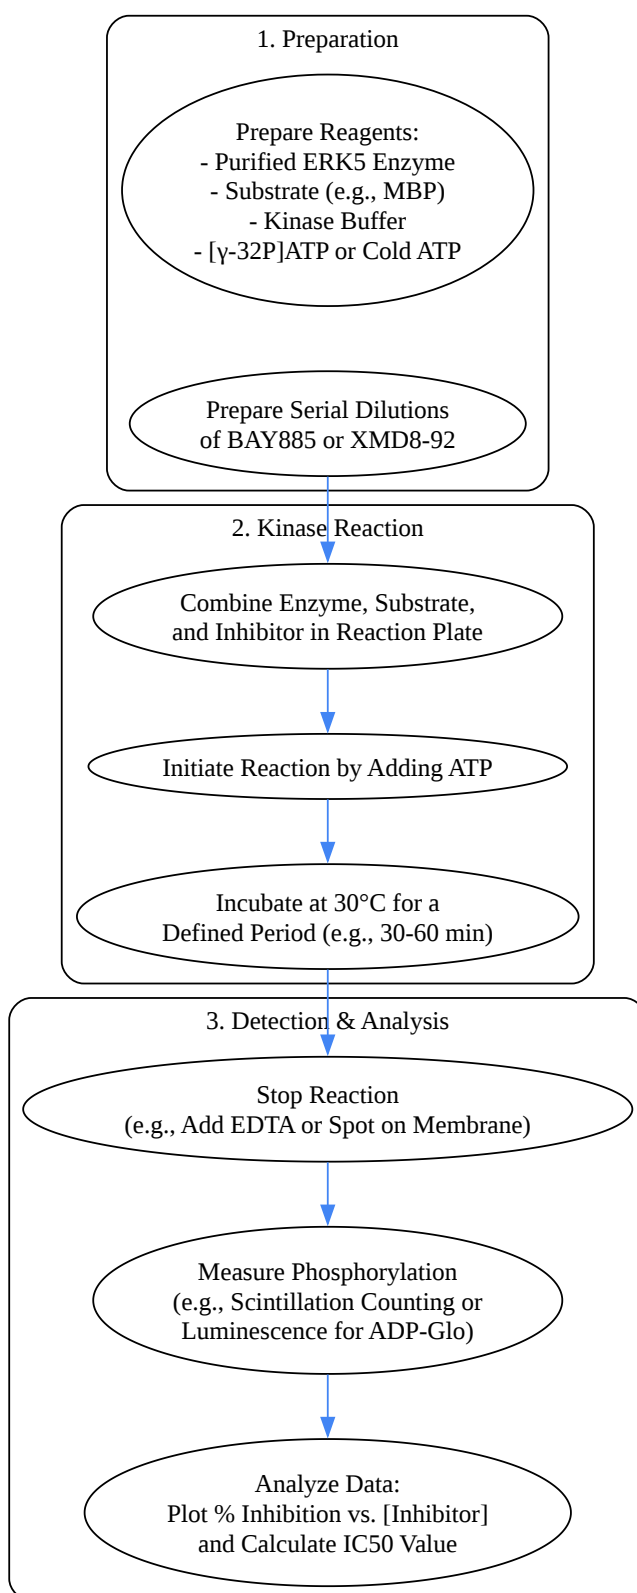 1. Preparation
Prepare Reagents:
- Purified ERK5 Enzyme
- Substrate (e.g., MBP)
- Kinase Buffer
- [γ-32P]ATP or Cold ATP
Prepare Serial Dilutions
of BAY885 or XMD8-92
2. Kinase Reaction
Combine Enzyme, Substrate,
and Inhibitor in Reaction Plate
Initiate Reaction by Adding ATP
Incubate at 30°C for a
Defined Period (e.g., 30-60 min)
3. Detection & Analysis
Stop Reaction
(e.g., Add EDTA or Spot on Membrane)
Measure Phosphorylation
(e.g., Scintillation Counting or
Luminescence for ADP-Glo)
Analyze Data:
Plot % Inhibition vs. [Inhibitor]
and Calculate IC50 Value